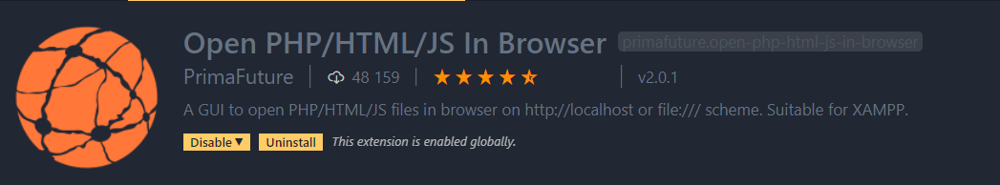 Open PHP/HTML/JS In Browser primafuture.open-php-html-js-in-browser
PrimaFuture 48 159 v2.0.1
A GUI to open PHP/HTML/JS files in browser on http://localhost or file:/// scheme. Suitable for XAMPP.
Disable Uninstall This extension is enabled globally.